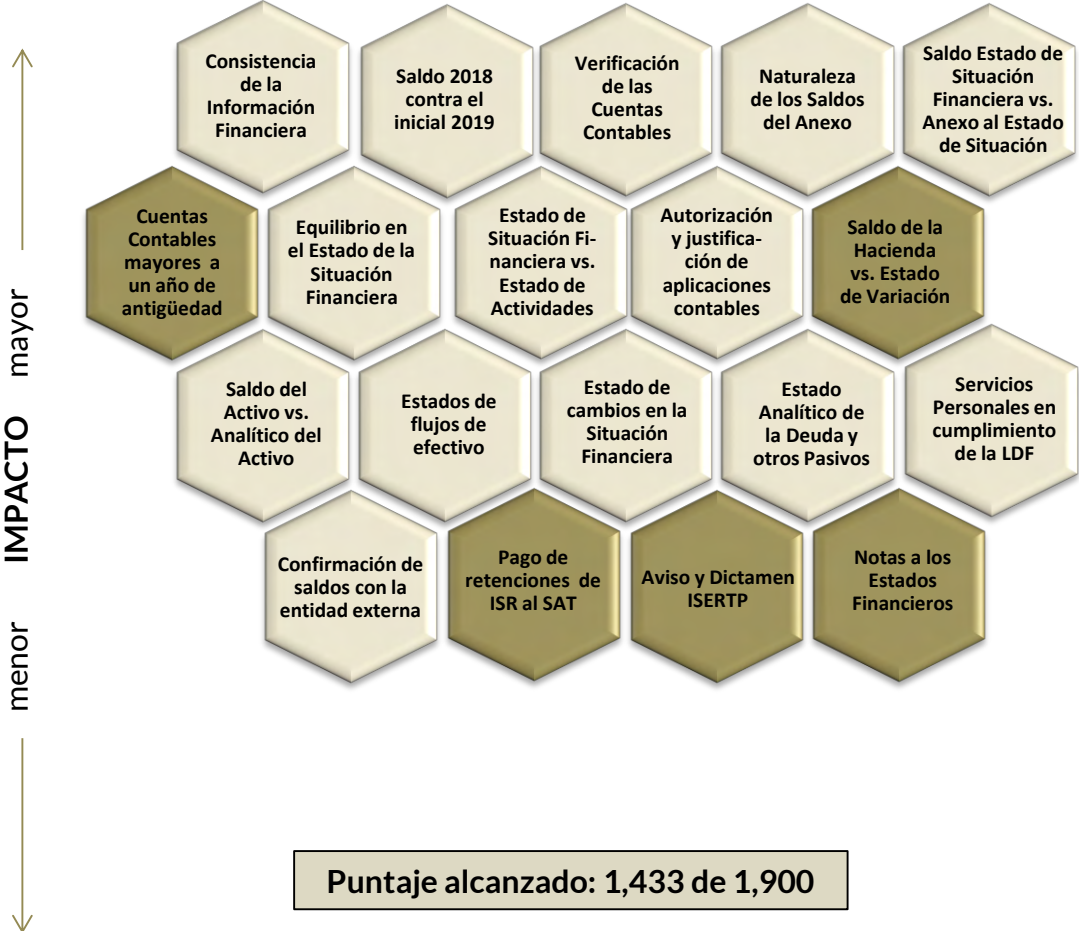 Consistencia
de la
Información
Financiera
Saldo 2018
contra el
inicial 2019
Verificación
de las
Cuentas
Contables
Naturaleza
de los Saldos
del Anexo
Saldo Estado de
Situación
Financiera vs.
Anexo al Estado
de Situación
Cuentas
Contables
mayores a
un año de
antigüedad
Equilibrio en
el Estado de la
Situación
Financiera
Estado de
Situación Fi-
nanciera vs.
Estado de
Actividades
Autorización
y justifica-
ción de
aplicaciones
contables
Saldo de la
Hacienda
vs. Estado
de Variación
Saldo del
Activo vs.
Analítico del
Activo
Estados de
flujos de
efectivo
Estado de
cambios en la
Situación
Financiera
Estado
Analítico de
la Deuda y
otros Pasivos
Servicios
Personales en
cumplimiento
de la LDF
Confirmación de
saldos con la
entidad externa
Pago de
retenciones de
ISR al SAT
Aviso y Dictamen
ISERTP
Notas a los
Estados
Financieros
menor IMPACTO mayor
Puntaje alcanzado: 1,433 de 1,900